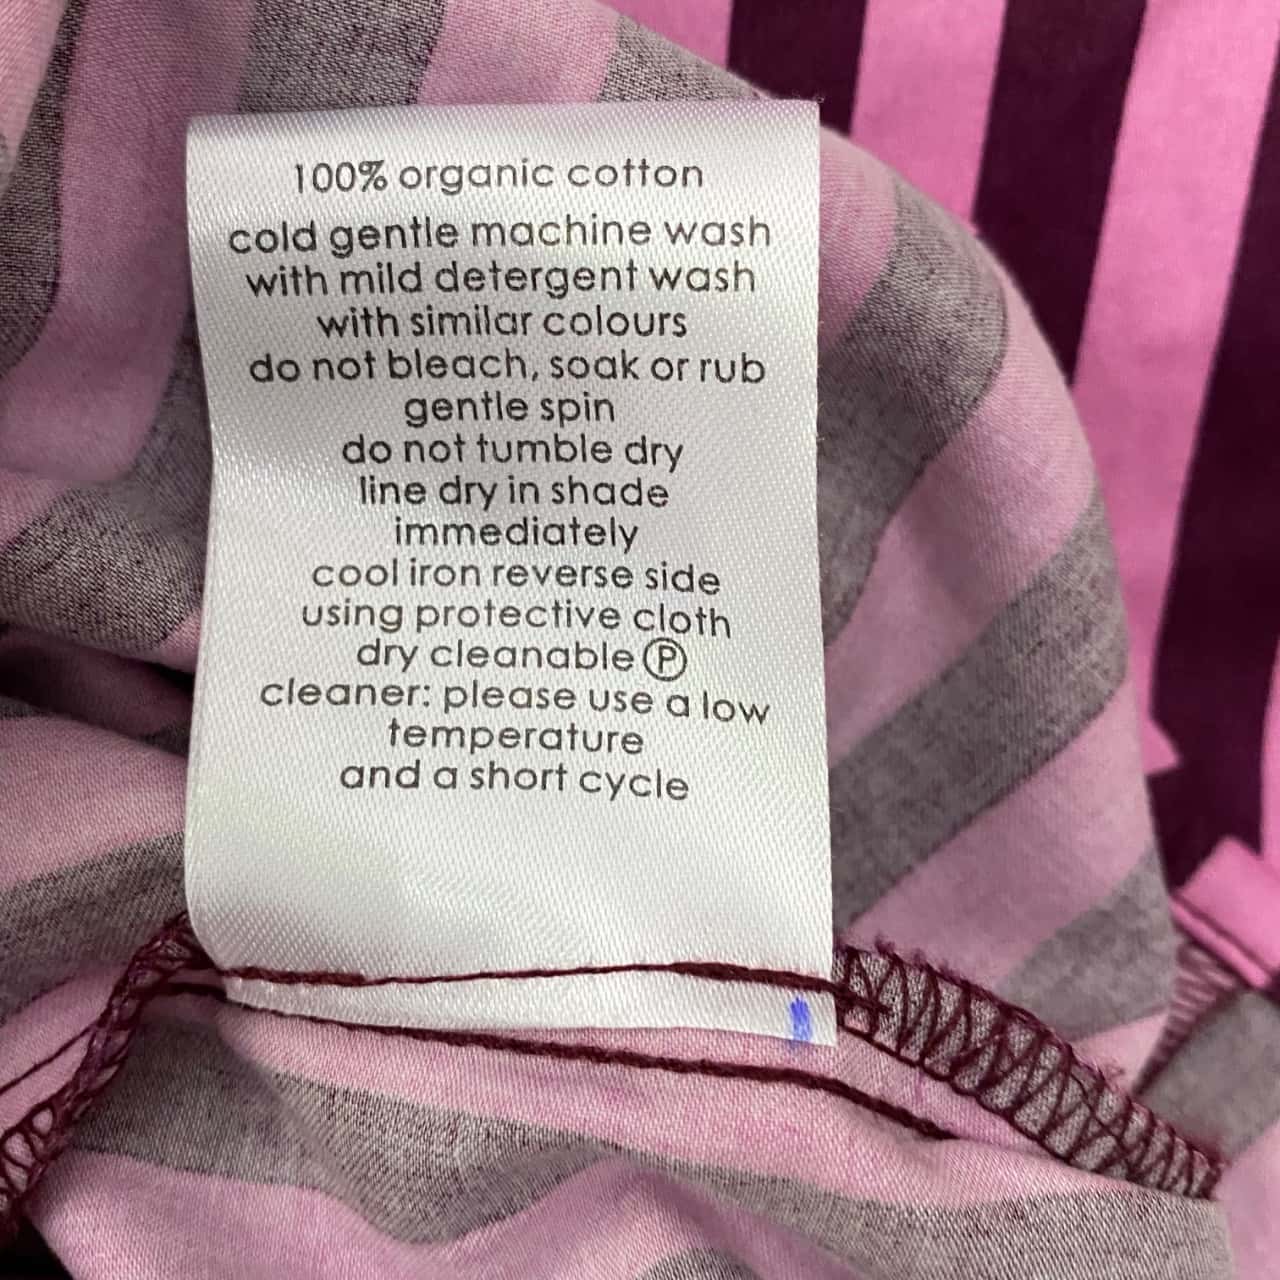 100% organic cotton
cold gentle machine wash
with mild detergent wash
with similar colours
do not bleach, soak or rub
gentle spin
do not tumble dry
line dry in shade
immediately
cool iron reverse side
using protective cloth
dry cleanable Ⓟ
cleaner: please use a low
temperature
and a short cycle